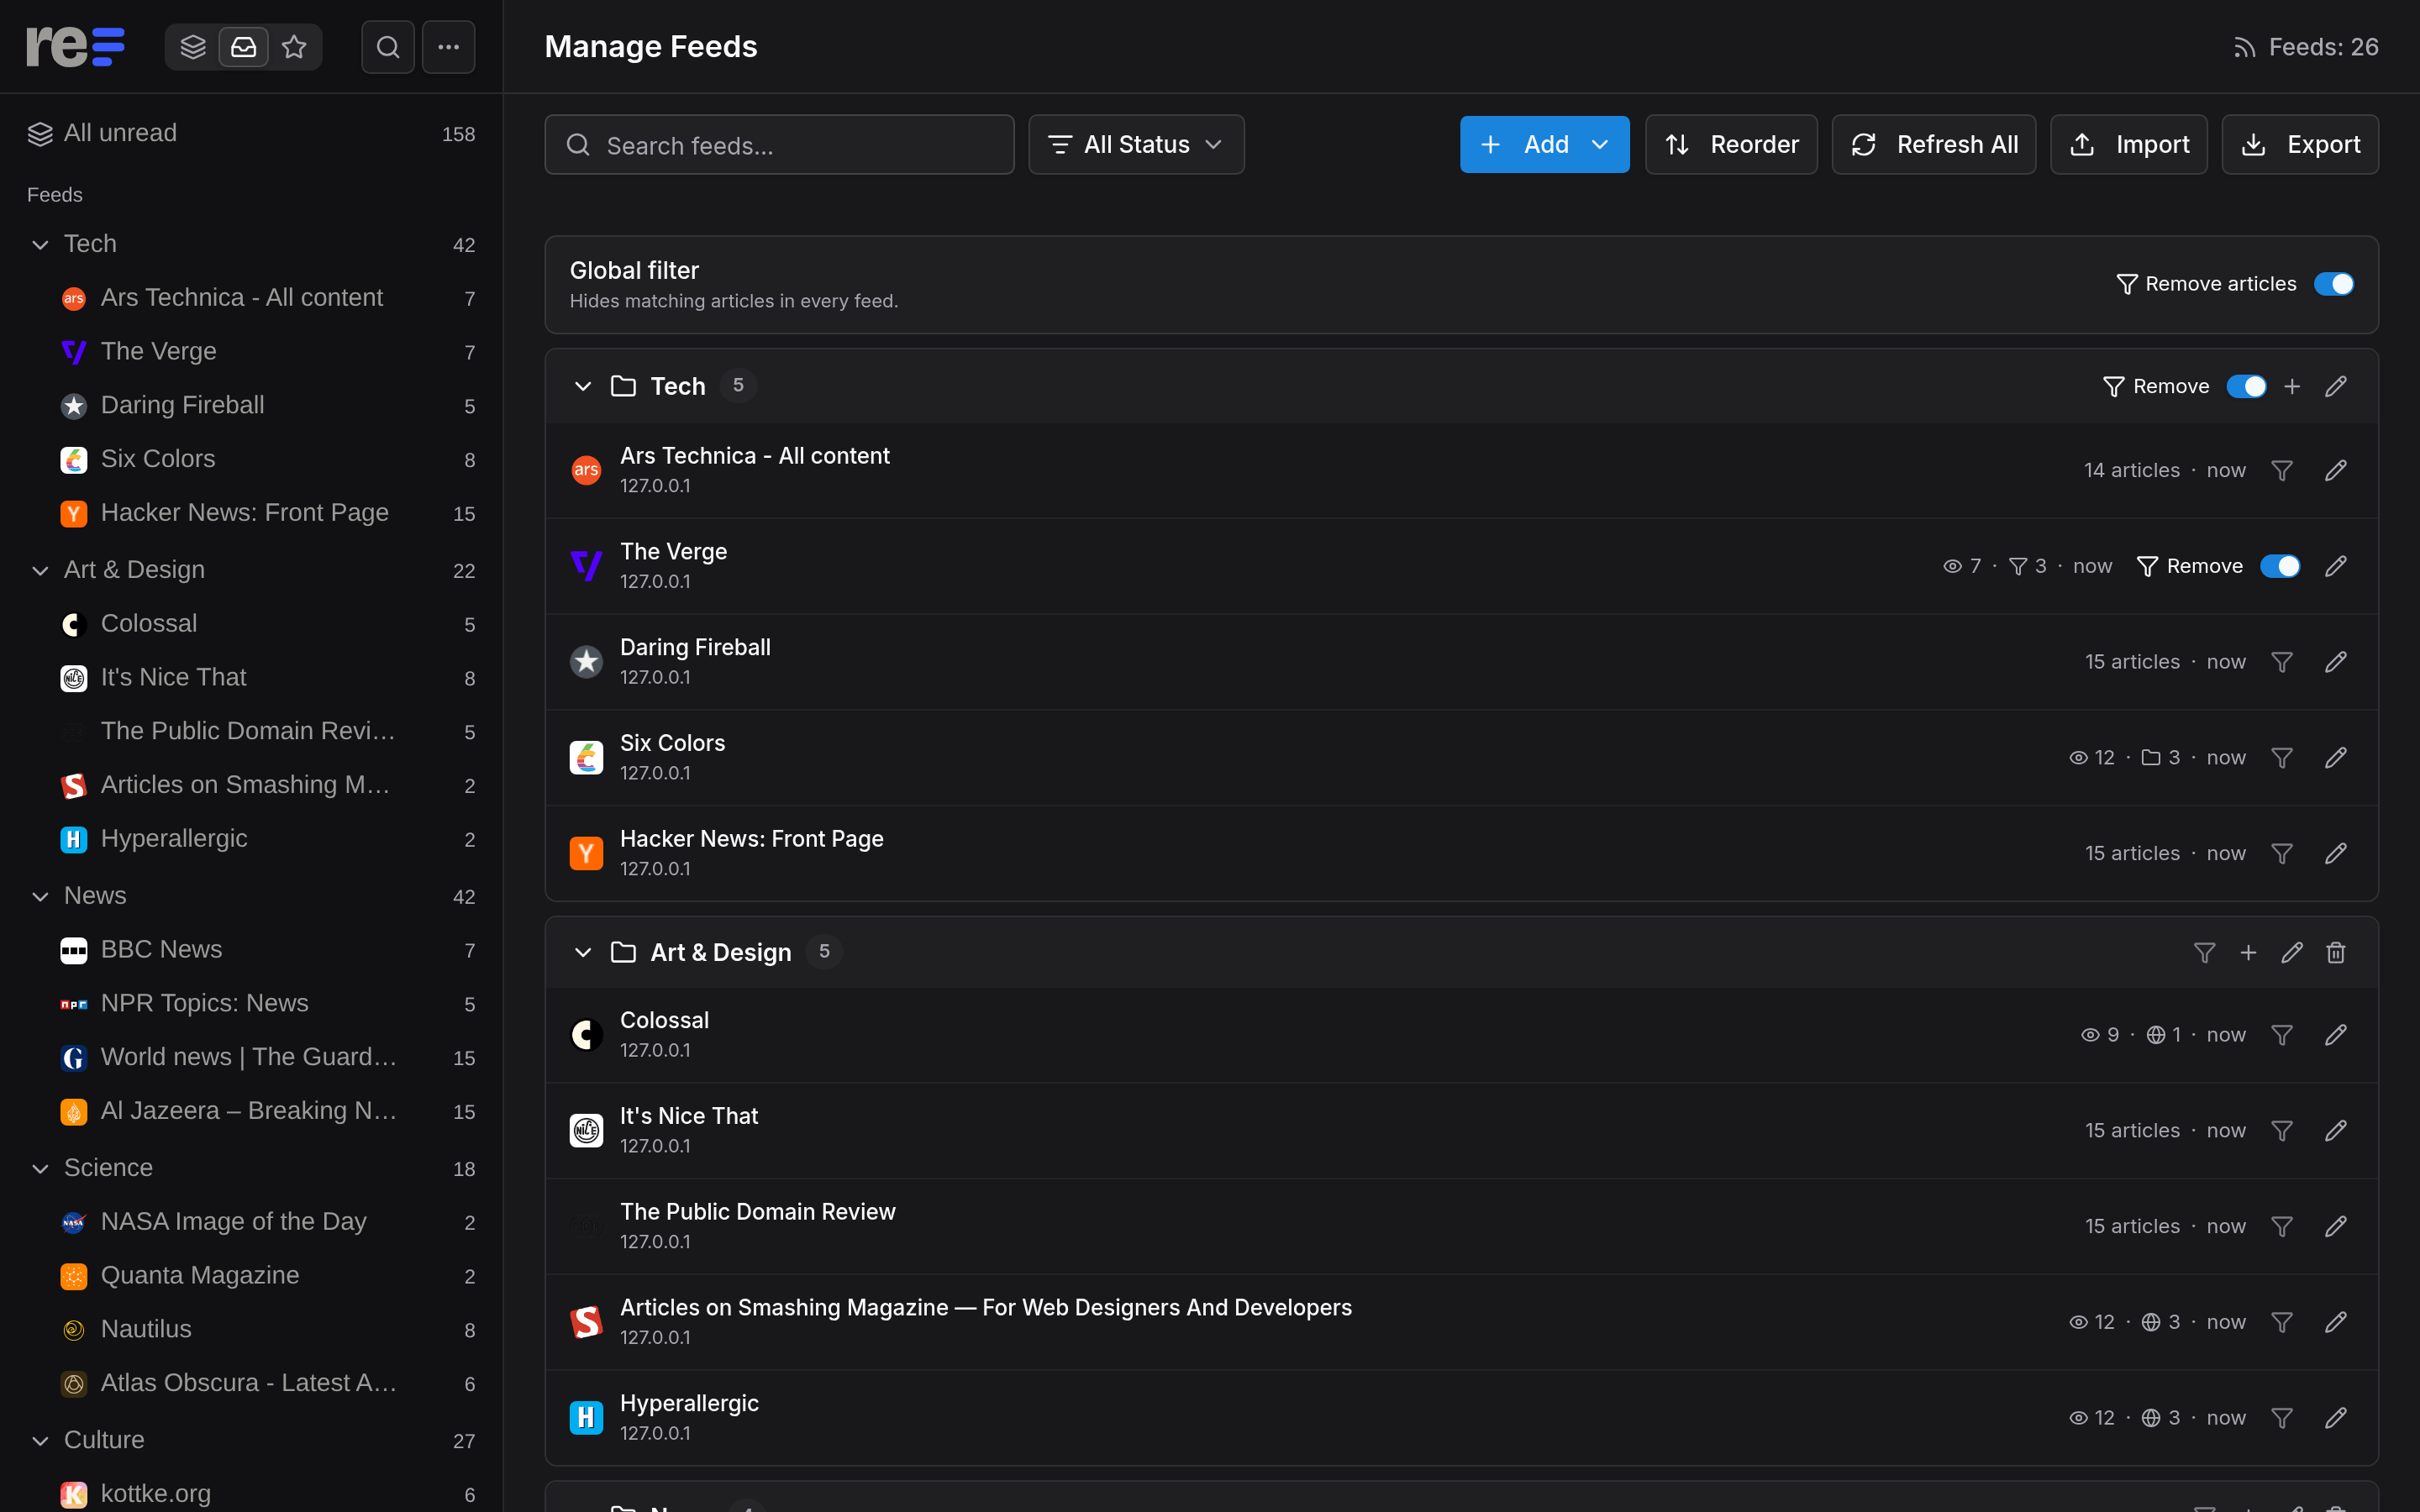 re
Manage Feeds
Feeds: 26
All unread 158
Feeds
Tech 42
Ars Technica - All content 7
The Verge 7
Daring Fireball 5
Six Colors 8
Hacker News: Front Page 15
Art & Design 22
Colossal 5
It's Nice That 8
The Public Domain Revi… 5
Articles on Smashing M… 2
Hyperallergic 2
News 42
BBC News 7
NPR Topics: News 5
World news | The Guard… 15
Al Jazeera – Breaking N… 15
Science 18
NASA Image of the Day 2
Quanta Magazine 2
Nautilus 8
Atlas Obscura - Latest A… 6
Culture 27
kottke.org 6
Search feeds...
All Status
Add
Reorder
Refresh All
Import
Export
Global filter
Hides matching articles in every feed.
Remove articles
Tech 5
Remove
Ars Technica - All content
127.0.0.1
14 articles · now
The Verge
127.0.0.1
7 · 3 · now Remove
Daring Fireball
127.0.0.1
15 articles · now
Six Colors
127.0.0.1
12 · 3 · now
Hacker News: Front Page
127.0.0.1
15 articles · now
Art & Design 5
Colossal
127.0.0.1
9 · 1 · now
It's Nice That
127.0.0.1
15 articles · now
The Public Domain Review
127.0.0.1
15 articles · now
Articles on Smashing Magazine — For Web Designers And Developers
127.0.0.1
12 · 3 · now
Hyperallergic
127.0.0.1
12 · 3 · now